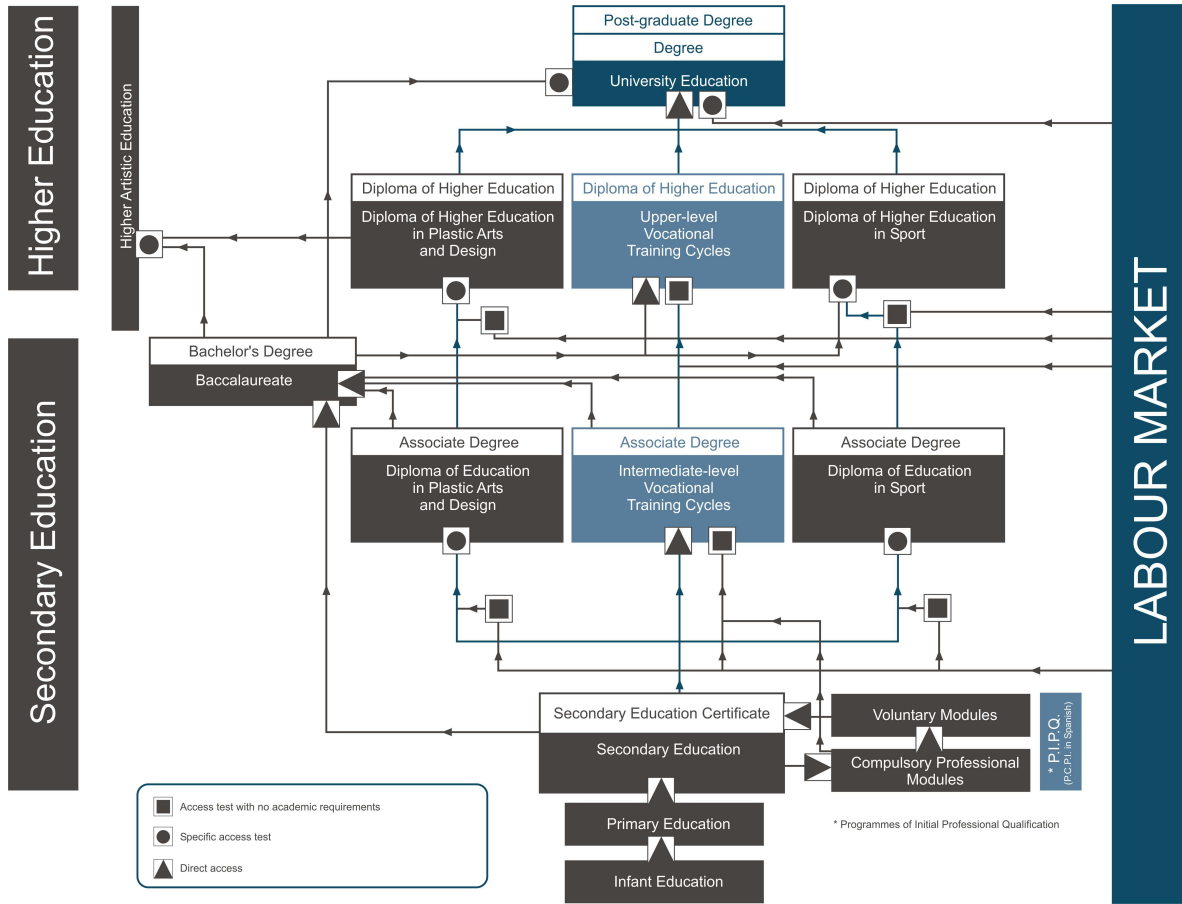 Higher Education
Secondary Education
Higher Artistic Education
Post-graduate Degree
Degree
University Education
Diploma of Higher Education
Diploma of Higher Education
in Plastic Arts
and Design
Diploma of Higher Education
Upper-level
Vocational
Training Cycles
Diploma of Higher Education
Diploma of Higher Education
in Sport
Bachelor's Degree
Baccalaureate
Associate Degree
Diploma of Education
in Plastic Arts
and Design
Associate Degree
Intermediate-level
Vocational
Training Cycles
Associate Degree
Diploma of Education
in Sport
Secondary Education Certificate
Secondary Education
Voluntary Modules
Compulsory Professional
Modules
* P.I.P.Q.
(P.C.P.I. in Spanish)
Primary Education
Infant Education
* Programmes of Initial Professional Qualification
Access test with no academic requirements
Specific access test
Direct access
LABOUR MARKET